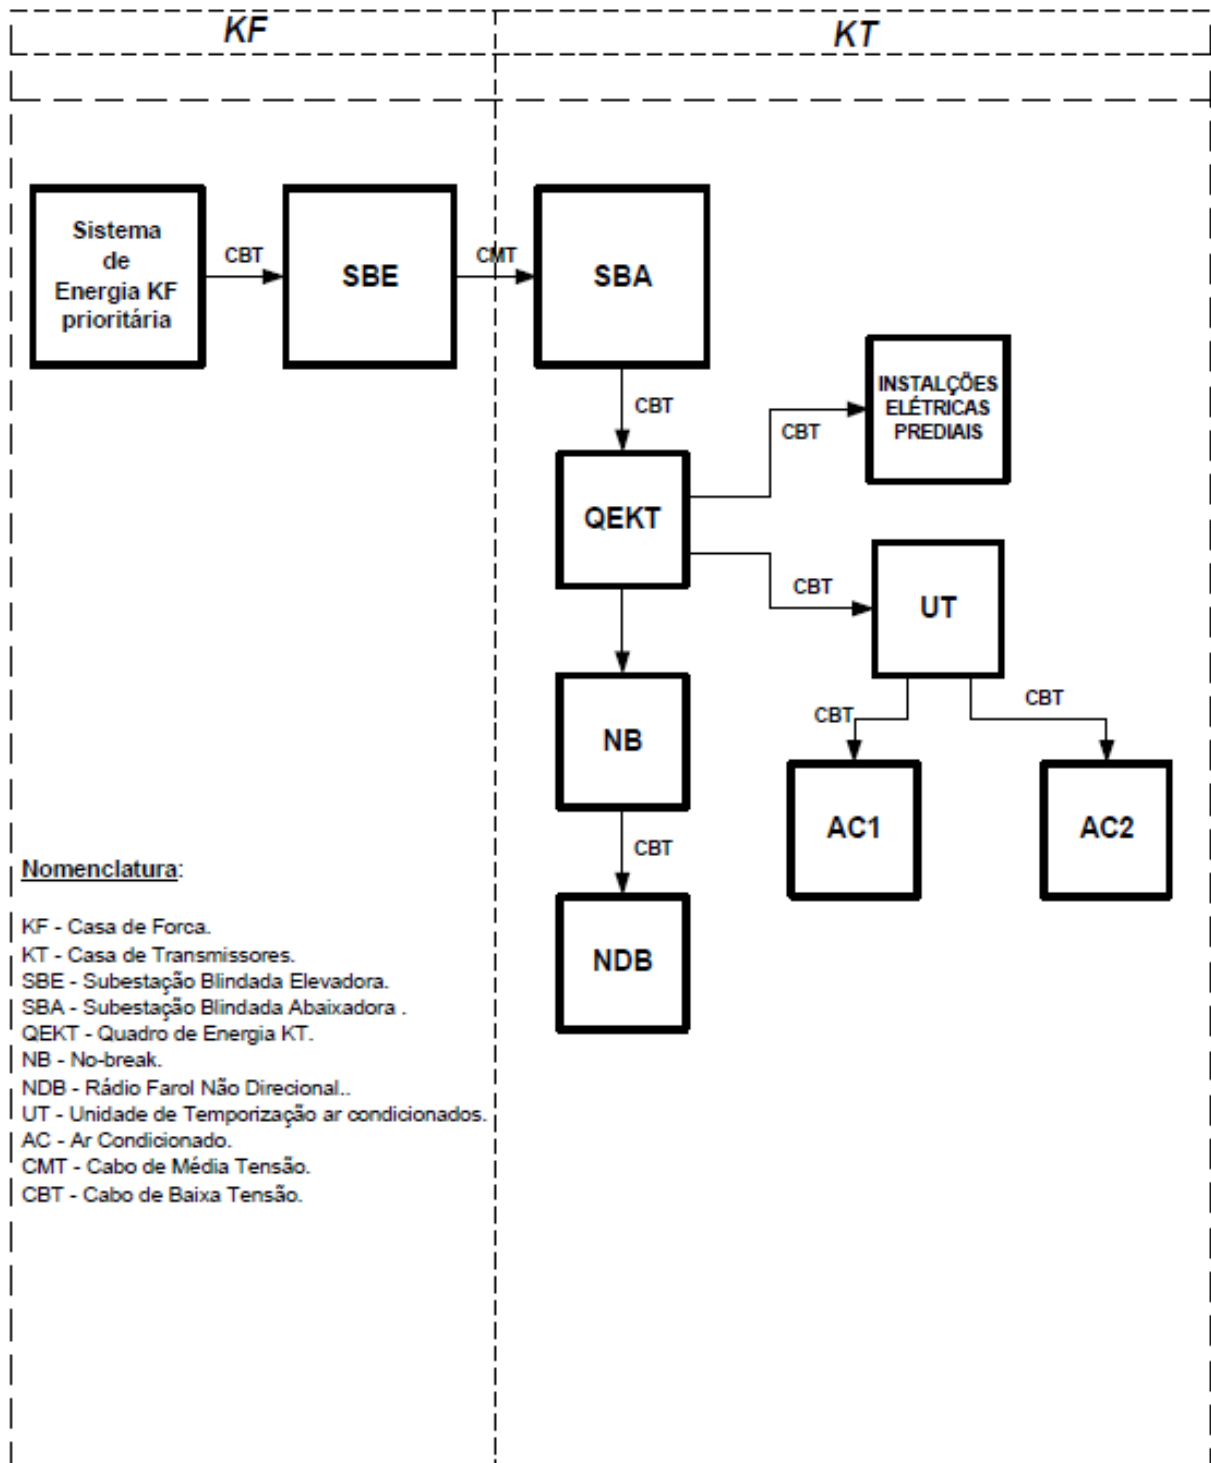 KF
KT
Sistema
de
Energia KF
prioritária
CBT
SBE
CMT
SBA
CBT
INSTALÇÕES
ELÉTRICAS
PREDIAIS
CBT
QEKT
CBT
UT
CBT
CBT
NB
AC1
AC2
CBT
NDB
Nomenclatura:
KF - Casa de Forca.
KT - Casa de Transmissores.
SBE - Subestação Blindada Elevadora.
SBA - Subestação Blindada Abaixadora .
QEKT - Quadro de Energia KT.
NB - No-break.
NDB - Rádio Farol Não Direcional..
UT - Unidade de Temporização ar condicionados.
AC - Ar Condicionado.
CMT - Cabo de Média Tensão.
CBT - Cabo de Baixa Tensão.